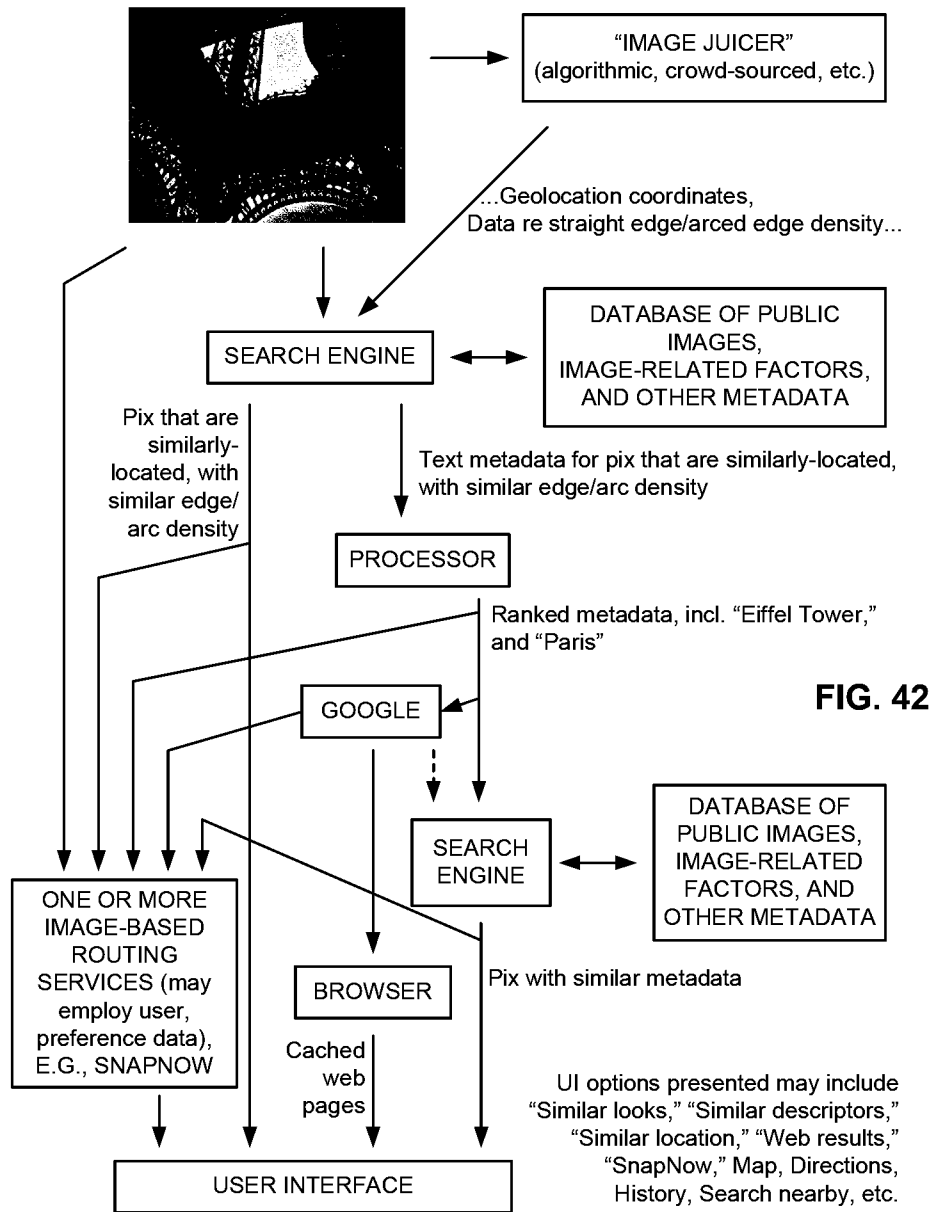 “IMAGE JUICER”
(algorithmic, crowd-sourced, etc.)
...Geolocation coordinates,
Data re straight edge/arced edge density...
SEARCH ENGINE
DATABASE OF PUBLIC
IMAGES,
IMAGE-RELATED FACTORS,
AND OTHER METADATA
Pix that are
similarly-
located, with
similar edge/
arc density
Text metadata for pix that are similarly-located,
with similar edge/arc density
PROCESSOR
Ranked metadata, incl. “Eiffel Tower,”
and “Paris”
GOOGLE
FIG. 42
SEARCH
ENGINE
DATABASE OF
PUBLIC IMAGES,
IMAGE-RELATED
FACTORS, AND
OTHER METADATA
ONE OR MORE
IMAGE-BASED
ROUTING
SERVICES (may
employ user,
preference data),
E.G., SNAPNOW
BROWSER
Pix with similar metadata
Cached
web
pages
UI options presented may include
“Similar looks,” “Similar descriptors,”
“Similar location,” “Web results,”
“SnapNow,” Map, Directions,
History, Search nearby, etc.
USER INTERFACE